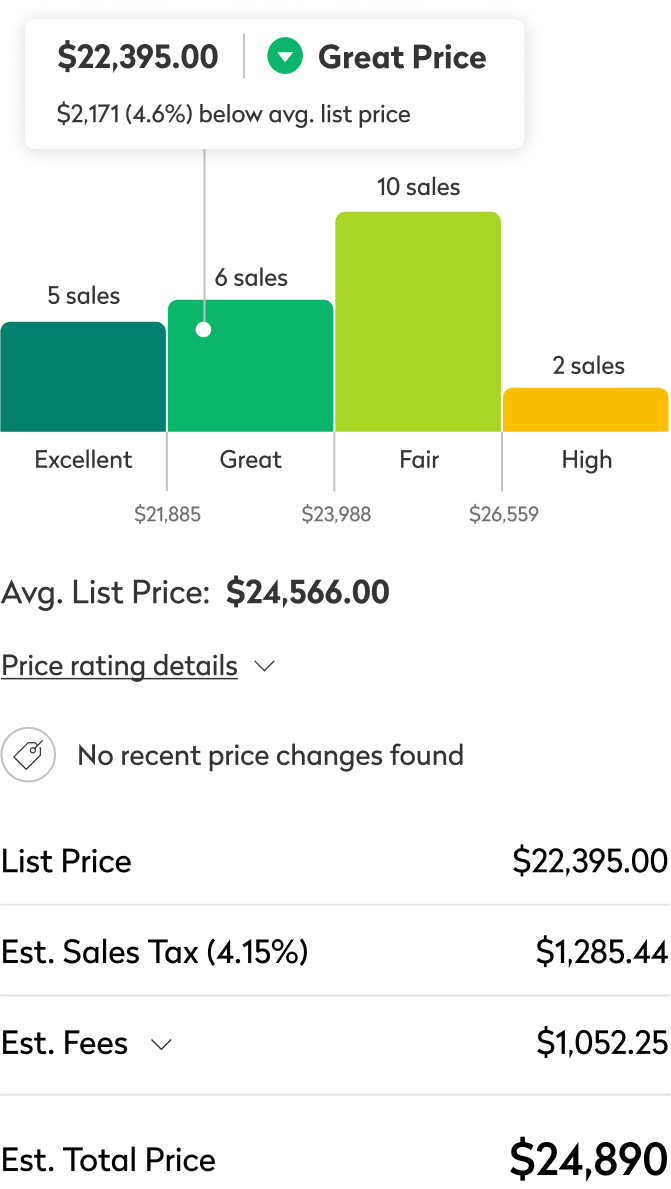 $22,395.00 Great Price
$2,171 (4.6%) below avg. list price
10 sales
6 sales
5 sales
2 sales
Excellent Great Fair High
$21,885 $23,988 $26,559
Avg. List Price: $24,566.00
Price rating details
No recent price changes found
List Price $22,395.00
Est. Sales Tax (4.15%) $1,285.44
Est. Fees $1,052.25
Est. Total Price $24,890